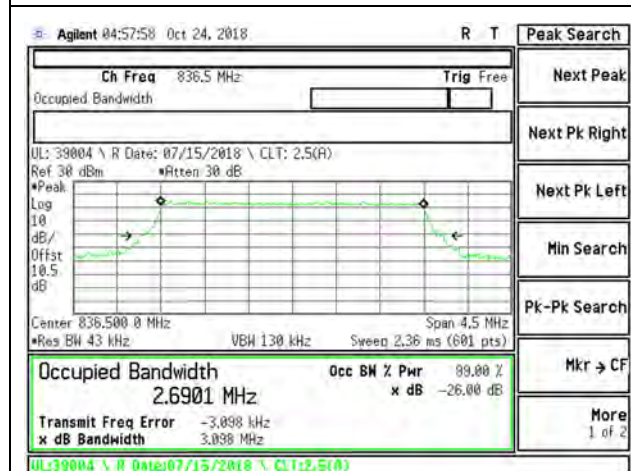 Agilent 04:57:58 Oct 24, 2018 R T
Peak Search
Ch Freq 836.5 MHz Trig Free
Occupied Bandwidth
Next Peak
Next Pk Right
UL: 39004 \ R Date: 07/15/2018 \ CLT: 2.5(A)
Ref 30 dBm #Atten 30 dB
#Peak
Log
10
dB/
Offst
10.5
dB
Next Pk Left
Min Search
Pk-Pk Search
Center 836.500 0 MHz Span 4.5 MHz
#Res BW 43 kHz VBW 130 kHz Sweep 2.36 ms (601 pts)
Occupied Bandwidth Occ BW % Pwr 99.00 %
2.6901 MHz x dB -26.00 dB
Mkr → CF
Transmit Freq Error -3.098 kHz
x dB Bandwidth 3.098 MHz
More
1 of 2
UL:39004 \ R Date:07/15/2018 \ CLT:2.5(A)